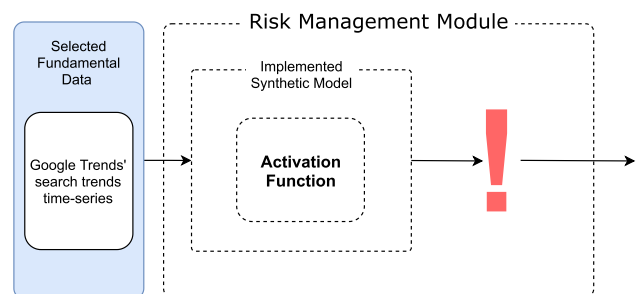 Risk Management Module
Selected
Fundamental
Data
Implemented
Synthetic Model
Google Trends'
search trends
time-series
Activation
Function
!